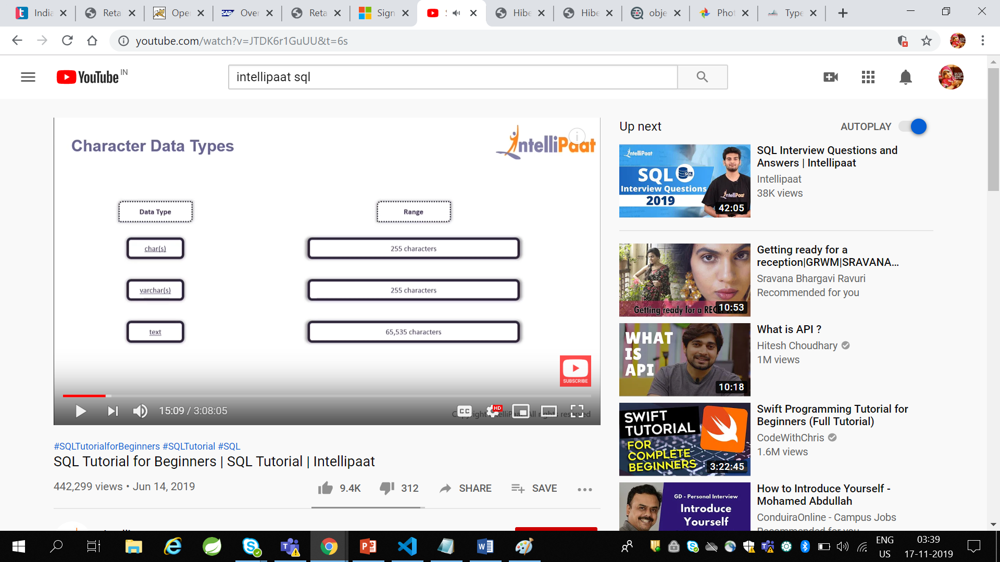 India
Reta
Ope
SAP Over
Reta
Sign
S
Hibe
Hibe
obje
Phot
Type
youtube.com/watch?v=JTDK6r1GuUU&t=6s
YouTube IN
intellipaat sql
Character Data Types
IntelliPaat
Data Type
Range
char(s)
255 characters
varchar(s)
255 characters
text
65,535 characters
SUBSCRIBE
15:09 / 3:08:05
CC
HD
Copyright IntelliPaat All rights reserved
#SQLTutorialforBeginners #SQLTutorial #SQL
SQL Tutorial for Beginners | SQL Tutorial | Intellipaat
442,299 views • Jun 14, 2019
9.4K
312
SHARE
SAVE
Up next
AUTOPLAY
IntelliPaat
SQL
SQL
Interview Questions
2019
IntelliPaat
42:05
SQL Interview Questions and
Answers | Intellipaat
Intellipaat
38K views
Getting ready for a
10:53
Getting ready for a
reception|GRWM|SRAVANA...
Sravana Bhargavi Ravuri
Recommended for you
WHAT
IS
API
10:18
What is API ?
Hitesh Choudhary
1M views
SWIFT
TUTORIAL
FOR
COMPLETE
BEGINNERS
3:22:45
Swift Programming Tutorial for
Beginners (Full Tutorial)
CodeWithChris
1.6M views
GD - Personal Interview
Introduce
Yourself
How to Introduce Yourself -
Mohamed Abdullah
ConduiraOnline - Campus Jobs
Recommended for you
ENG
US
03:39
17-11-2019